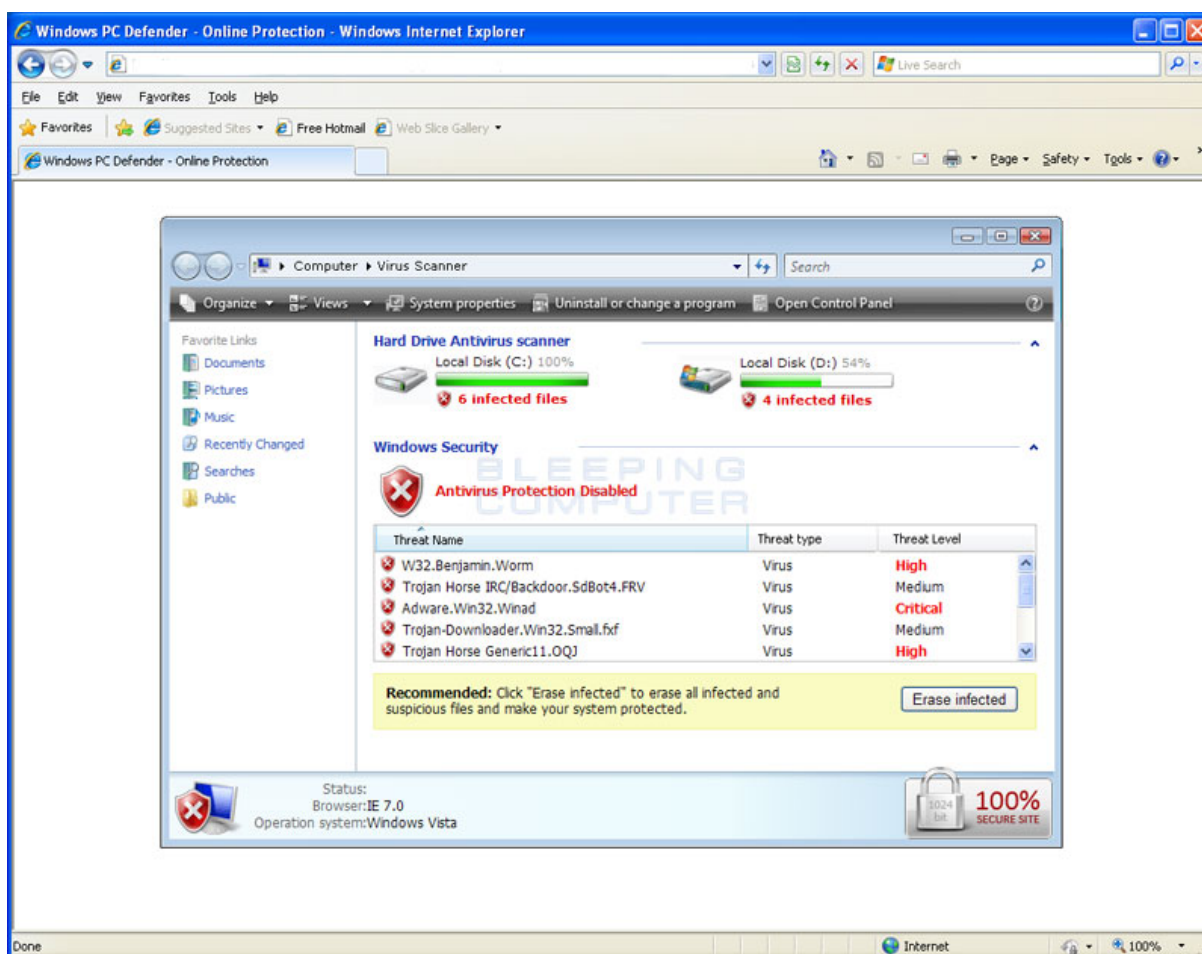 Windows PC Defender - Online Protection - Windows Internet Explorer
Live Search
File Edit View Favorites Tools Help
Favorites Suggested Sites Free Hotmail Web Slice Gallery
Windows PC Defender - Online Protection Page Safety Tools
Computer Virus Scanner Search
Organize Views System properties Uninstall or change a program Open Control Panel
Favorite Links
Documents
Pictures
Music
Recently Changed
Searches
Public
Hard Drive Antivirus scanner
Local Disk (C:) 100%
6 infected files
Local Disk (D:) 54%
4 infected files
Windows Security
BLEEPING
COMPUTER
Antivirus Protection Disabled
Threat Name Threat type Threat Level
W32.Benjamin.Worm Virus High
Trojan Horse IRC/Backdoor.SdBot4.FRV Virus Medium
Adware.Win32.Winad Virus Critical
Trojan-Downloader.Win32.Small.fxf Virus Medium
Trojan Horse Generic11.OQJ Virus High
Recommended: Click "Erase infected" to erase all infected and
suspicious files and make your system protected.
Erase infected
Status:
Browser:IE 7.0
Operation system:Windows Vista
1024
bit
100%
SECURE SITE
Done Internet 100%